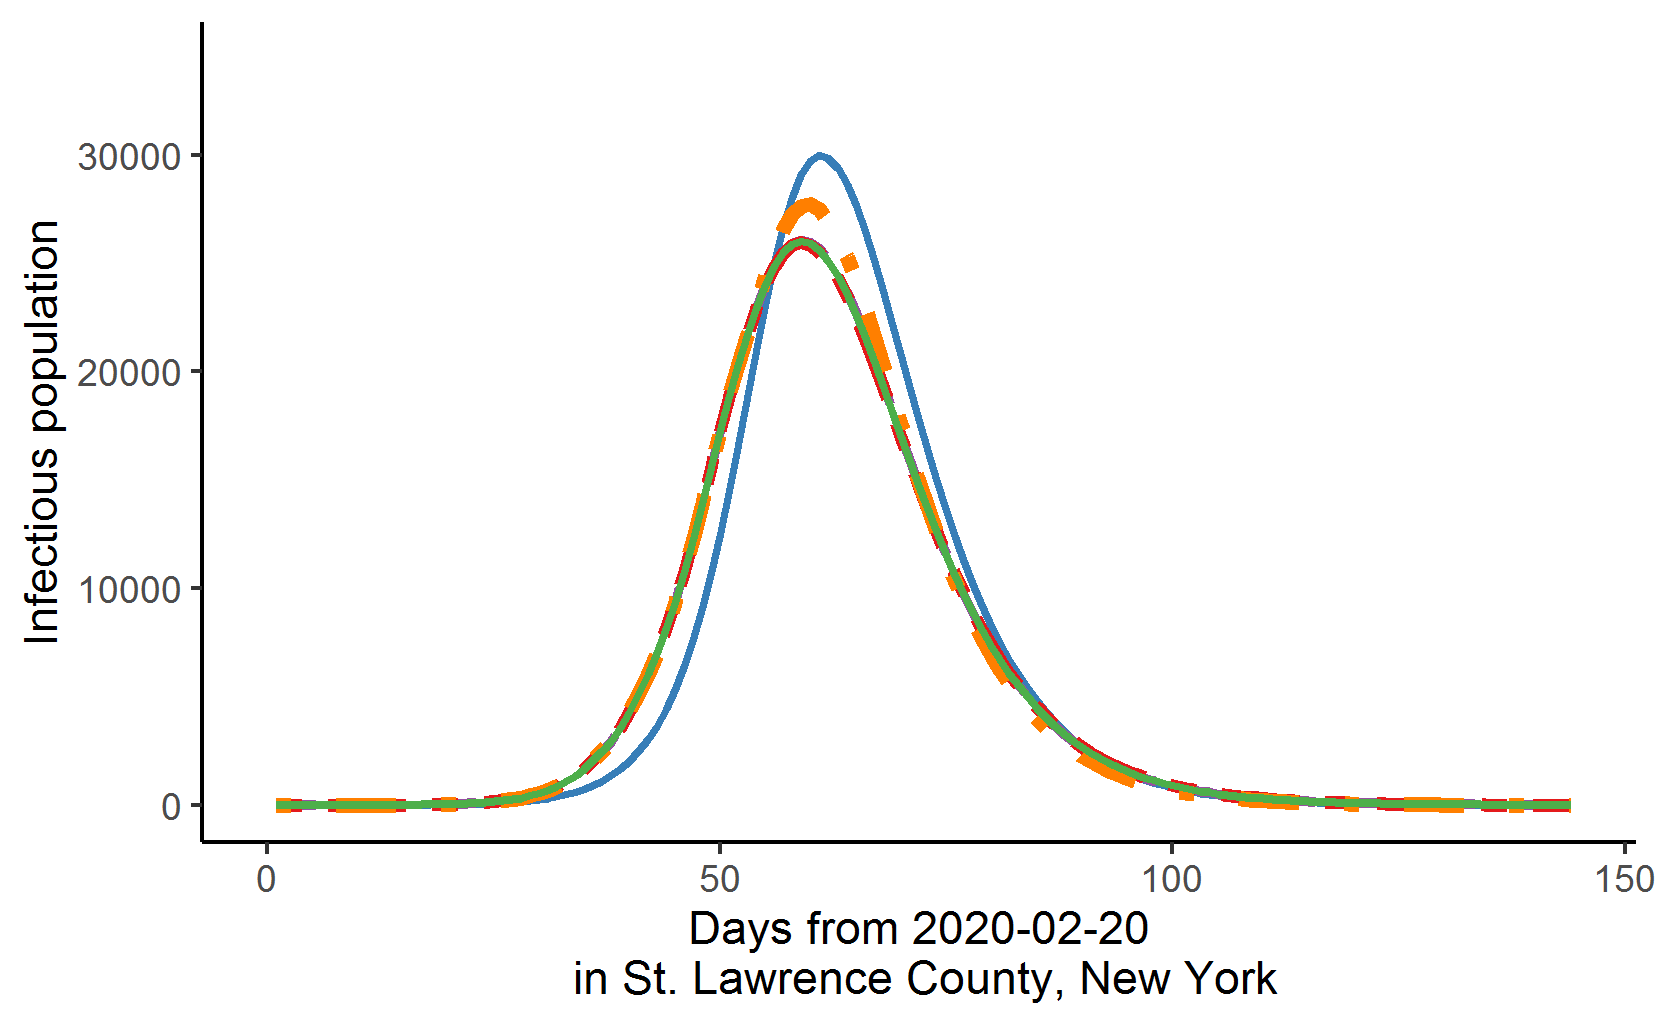 Infectious population
30000
20000
10000
0
0 50 100 150
Days from 2020-02-20
in St. Lawrence County, New York